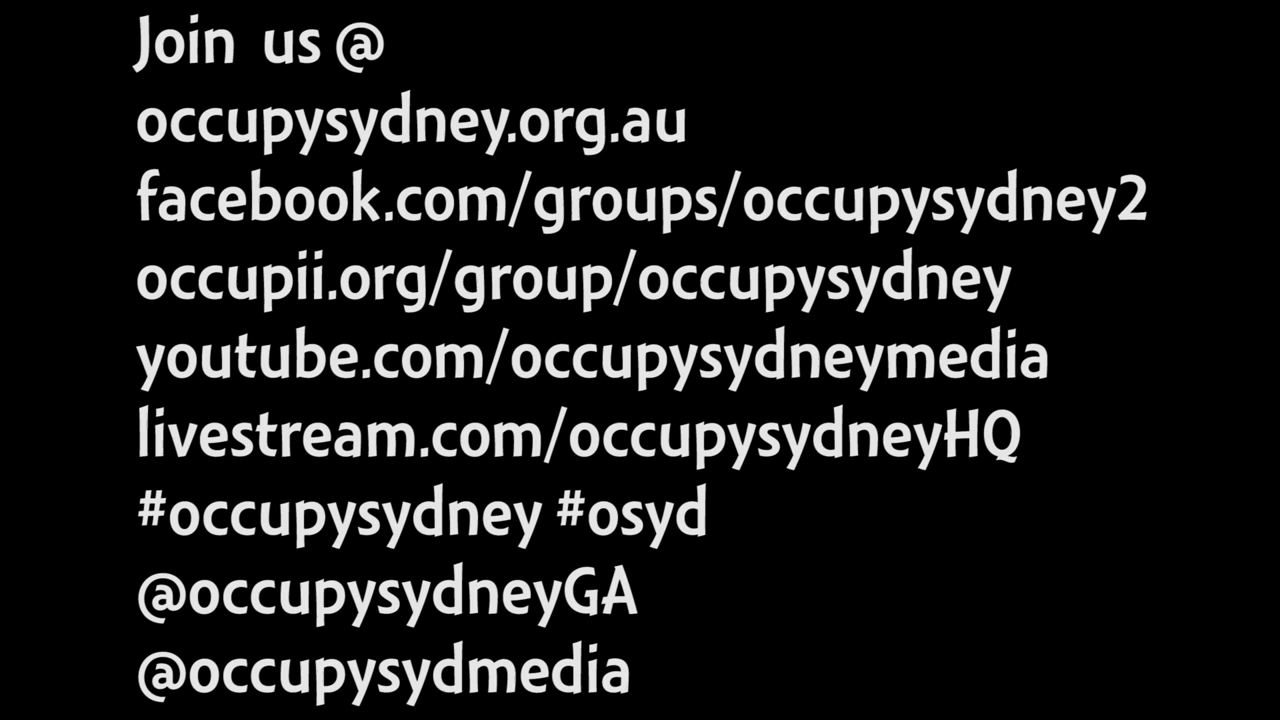 Join us @
occupysydney.org.au
facebook.com/groups/occupysydney2
occupii.org/group/occupysydney
youtube.com/occupysydneymedia
livestream.com/occupysydneyHQ
#occupysydney #osyd
@occupysydneyGA
@occupysydmedia